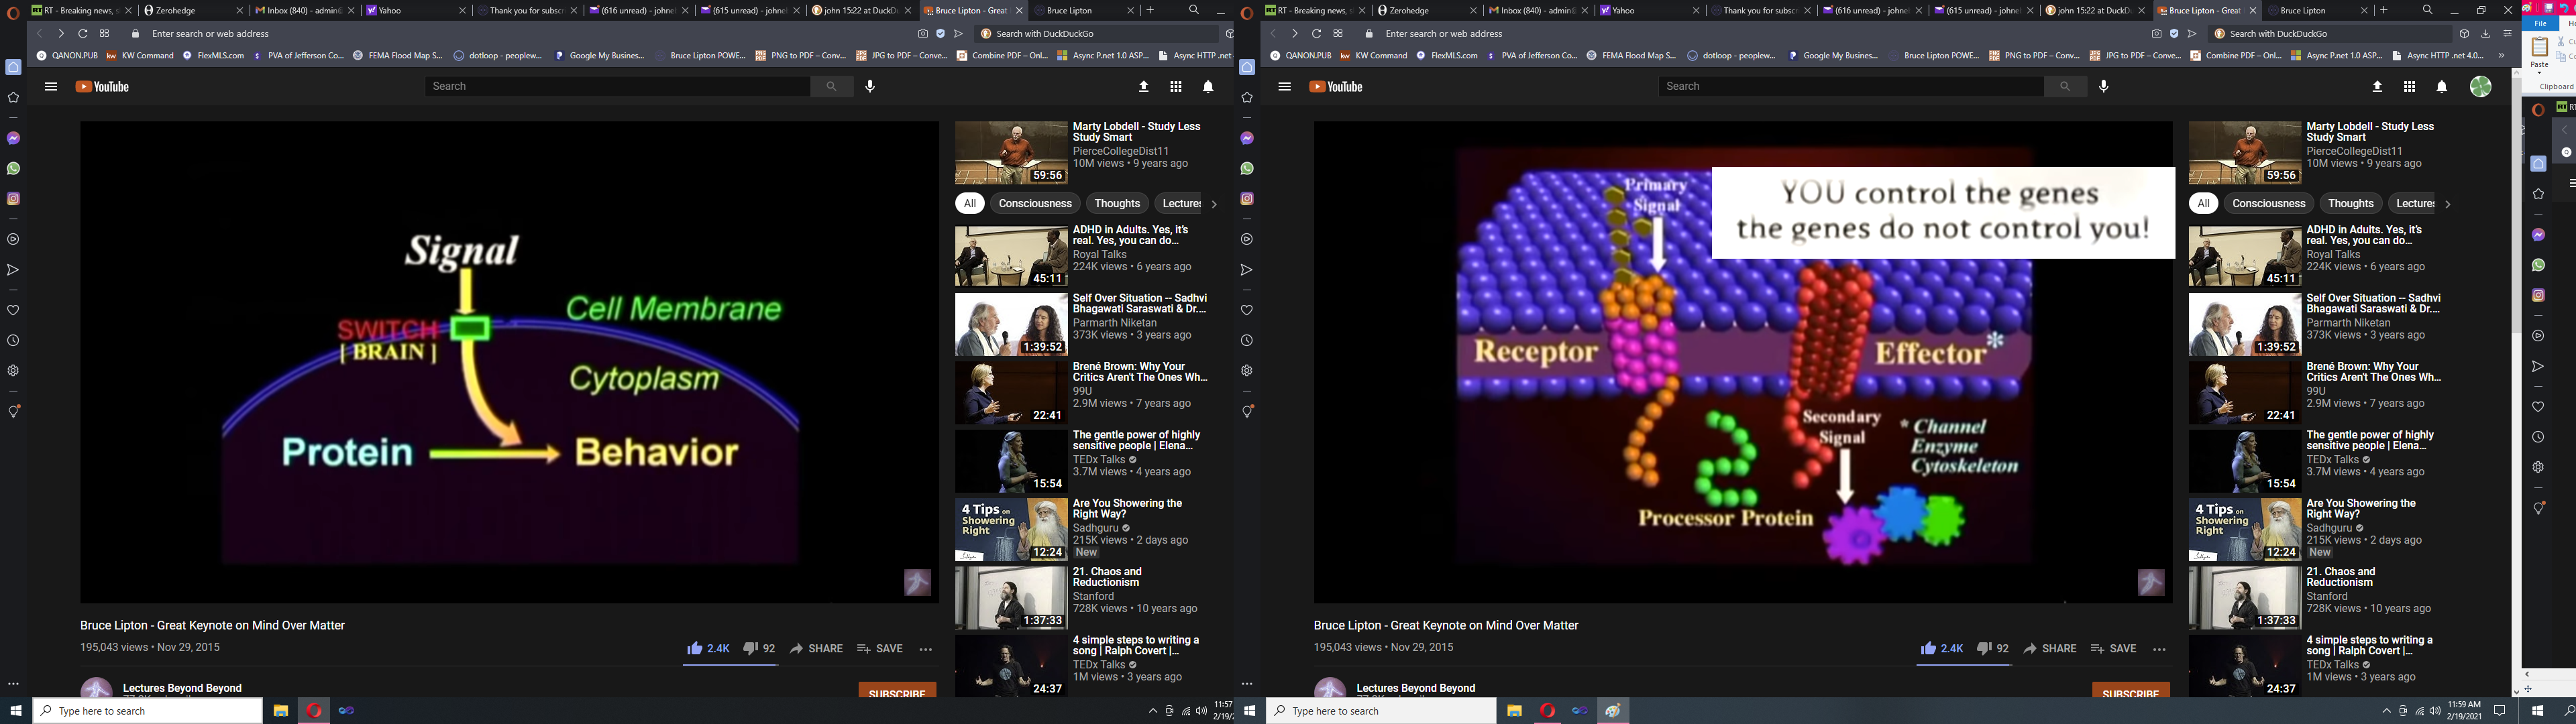 RT - Breaking news, s
Zerohedge
Inbox (840) - admin@
Yahoo
Thank you for subscr
(616 unread) - johnel
(615 unread) - johnel
john 15:22 at DuckDu
Bruce Lipton - Great
Bruce Lipton
Enter search or web address
Search with DuckDuckGo
QANON.PUB
KW Command
FlexMLS.com
PVA of Jefferson Co...
FEMA Flood Map S...
dotloop - peoplew...
Google My Busines...
Bruce Lipton POWE...
PNG to PDF – Conve...
JPG to PDF – Conve...
Combine PDF – Onl...
Async P.net 1.0 ASP...
Async HTTP .net
YouTube
Search
Signal
SWITCH
[ BRAIN ]
Cell Membrane
Cytoplasm
Protein
Behavior
Bruce Lipton - Great Keynote on Mind Over Matter
195,043 views • Nov 29, 2015
2.4K
92
SHARE
SAVE
Lectures Beyond Beyond
SUBSCRIBE
Marty Lobdell - Study Less
Study Smart
PierceCollegeDist11
10M views • 9 years ago
59:56
All
Consciousness
Thoughts
Lectures
ADHD in Adults. Yes, it's
real. Yes, you can do...
Royal Talks
224K views • 6 years ago
45:11
Self Over Situation -- Sadhvi
Bhagawati Saraswati & Dr....
Parmarth Niketan
373K views • 3 years ago
1:39:52
Brené Brown: Why Your
Critics Aren't The Ones Wh...
99U
2.9M views • 7 years ago
22:41
The gentle power of highly
sensitive people | Elena...
TEDx Talks
3.7M views • 4 years ago
15:54
4 Tips on
Showering
Right
Are You Showering the
Right Way?
Sadhguru
215K views • 2 days ago
New
12:24
21. Chaos and
Reductionism
Stanford
728K views • 10 years ago
1:37:33
4 simple steps to writing a
song | Ralph Covert |...
TEDx Talks
1M views • 3 years ago
24:37
Type here to search
11:57
2/19/2
RT - Breaking news, s
Zerohedge
Inbox (840) - admin@
Yahoo
Thank you for subscr
(616 unread) - johnel
(615 unread) - johnel
john 15:22 at DuckDu
Bruce Lipton - Great
Bruce Lipton
Enter search or web address
Search with DuckDuckGo
QANON.PUB
KW Command
FlexMLS.com
PVA of Jefferson Co...
FEMA Flood Map S...
dotloop - peoplew...
Google My Busines...
Bruce Lipton POWE...
PNG to PDF – Conve...
JPG to PDF – Conve...
Combine PDF – Onl...
Async P.net 1.0 ASP...
Async HTTP .net 4.0...
YouTube
Search
YOU control the genes
the genes do not control you!
Primary
Signal
Receptor
Effector*
Secondary
Signal
* Channel
Enzyme
Cytoskeleton
Processor Protein
Bruce Lipton - Great Keynote on Mind Over Matter
195,043 views • Nov 29, 2015
2.4K
92
SHARE
SAVE
Lectures Beyond Beyond
SUBSCRIBE
Marty Lobdell - Study Less
Study Smart
PierceCollegeDist11
10M views • 9 years ago
59:56
All
Consciousness
Thoughts
Lectures
ADHD in Adults. Yes, it's
real. Yes, you can do...
Royal Talks
224K views • 6 years ago
45:11
Self Over Situation -- Sadhvi
Bhagawati Saraswati & Dr....
Parmarth Niketan
373K views • 3 years ago
1:39:52
Brené Brown: Why Your
Critics Aren't The Ones Wh...
99U
2.9M views • 7 years ago
22:41
The gentle power of highly
sensitive people | Elena...
TEDx Talks
3.7M views • 4 years ago
15:54
4 Tips on
Showering
Right
Are You Showering the
Right Way?
Sadhguru
215K views • 2 days ago
New
12:24
21. Chaos and
Reductionism
Stanford
728K views • 10 years ago
1:37:33
4 simple steps to writing a
song | Ralph Covert |...
TEDx Talks
1M views • 3 years ago
24:37
Type here to search
11:59 AM
2/19/2021
File
Paste
Clipboard